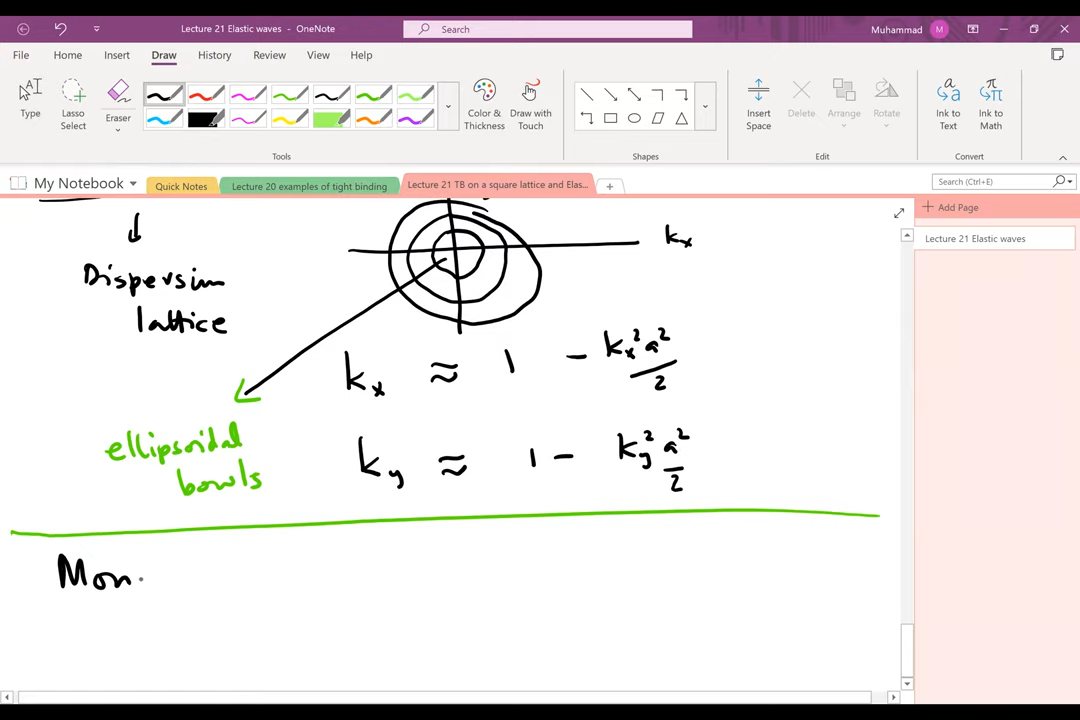 Lecture 21 Elastic waves - OneNote
Search
Muhammad
M
File
Home
Insert
Draw
History
Review
View
Help
Type
Lasso Select
Eraser
Color & Thickness
Draw with Touch
Insert Space
Delete
Arrange
Rotate
Ink to Text
Ink to Math
Tools
Shapes
Edit
Convert
My Notebook
Quick Notes
Lecture 20 examples of tight binding
Lecture 21 TB on a square lattice and Elas...
Search (Ctrl+E)
Add Page
Lecture 21 Elastic waves
kx
Dispersion
lattice
kx ≈ 1 - kx²a²/2
ellipsoidal
bowls
ky ≈ 1 - ky²a²/2
Mon